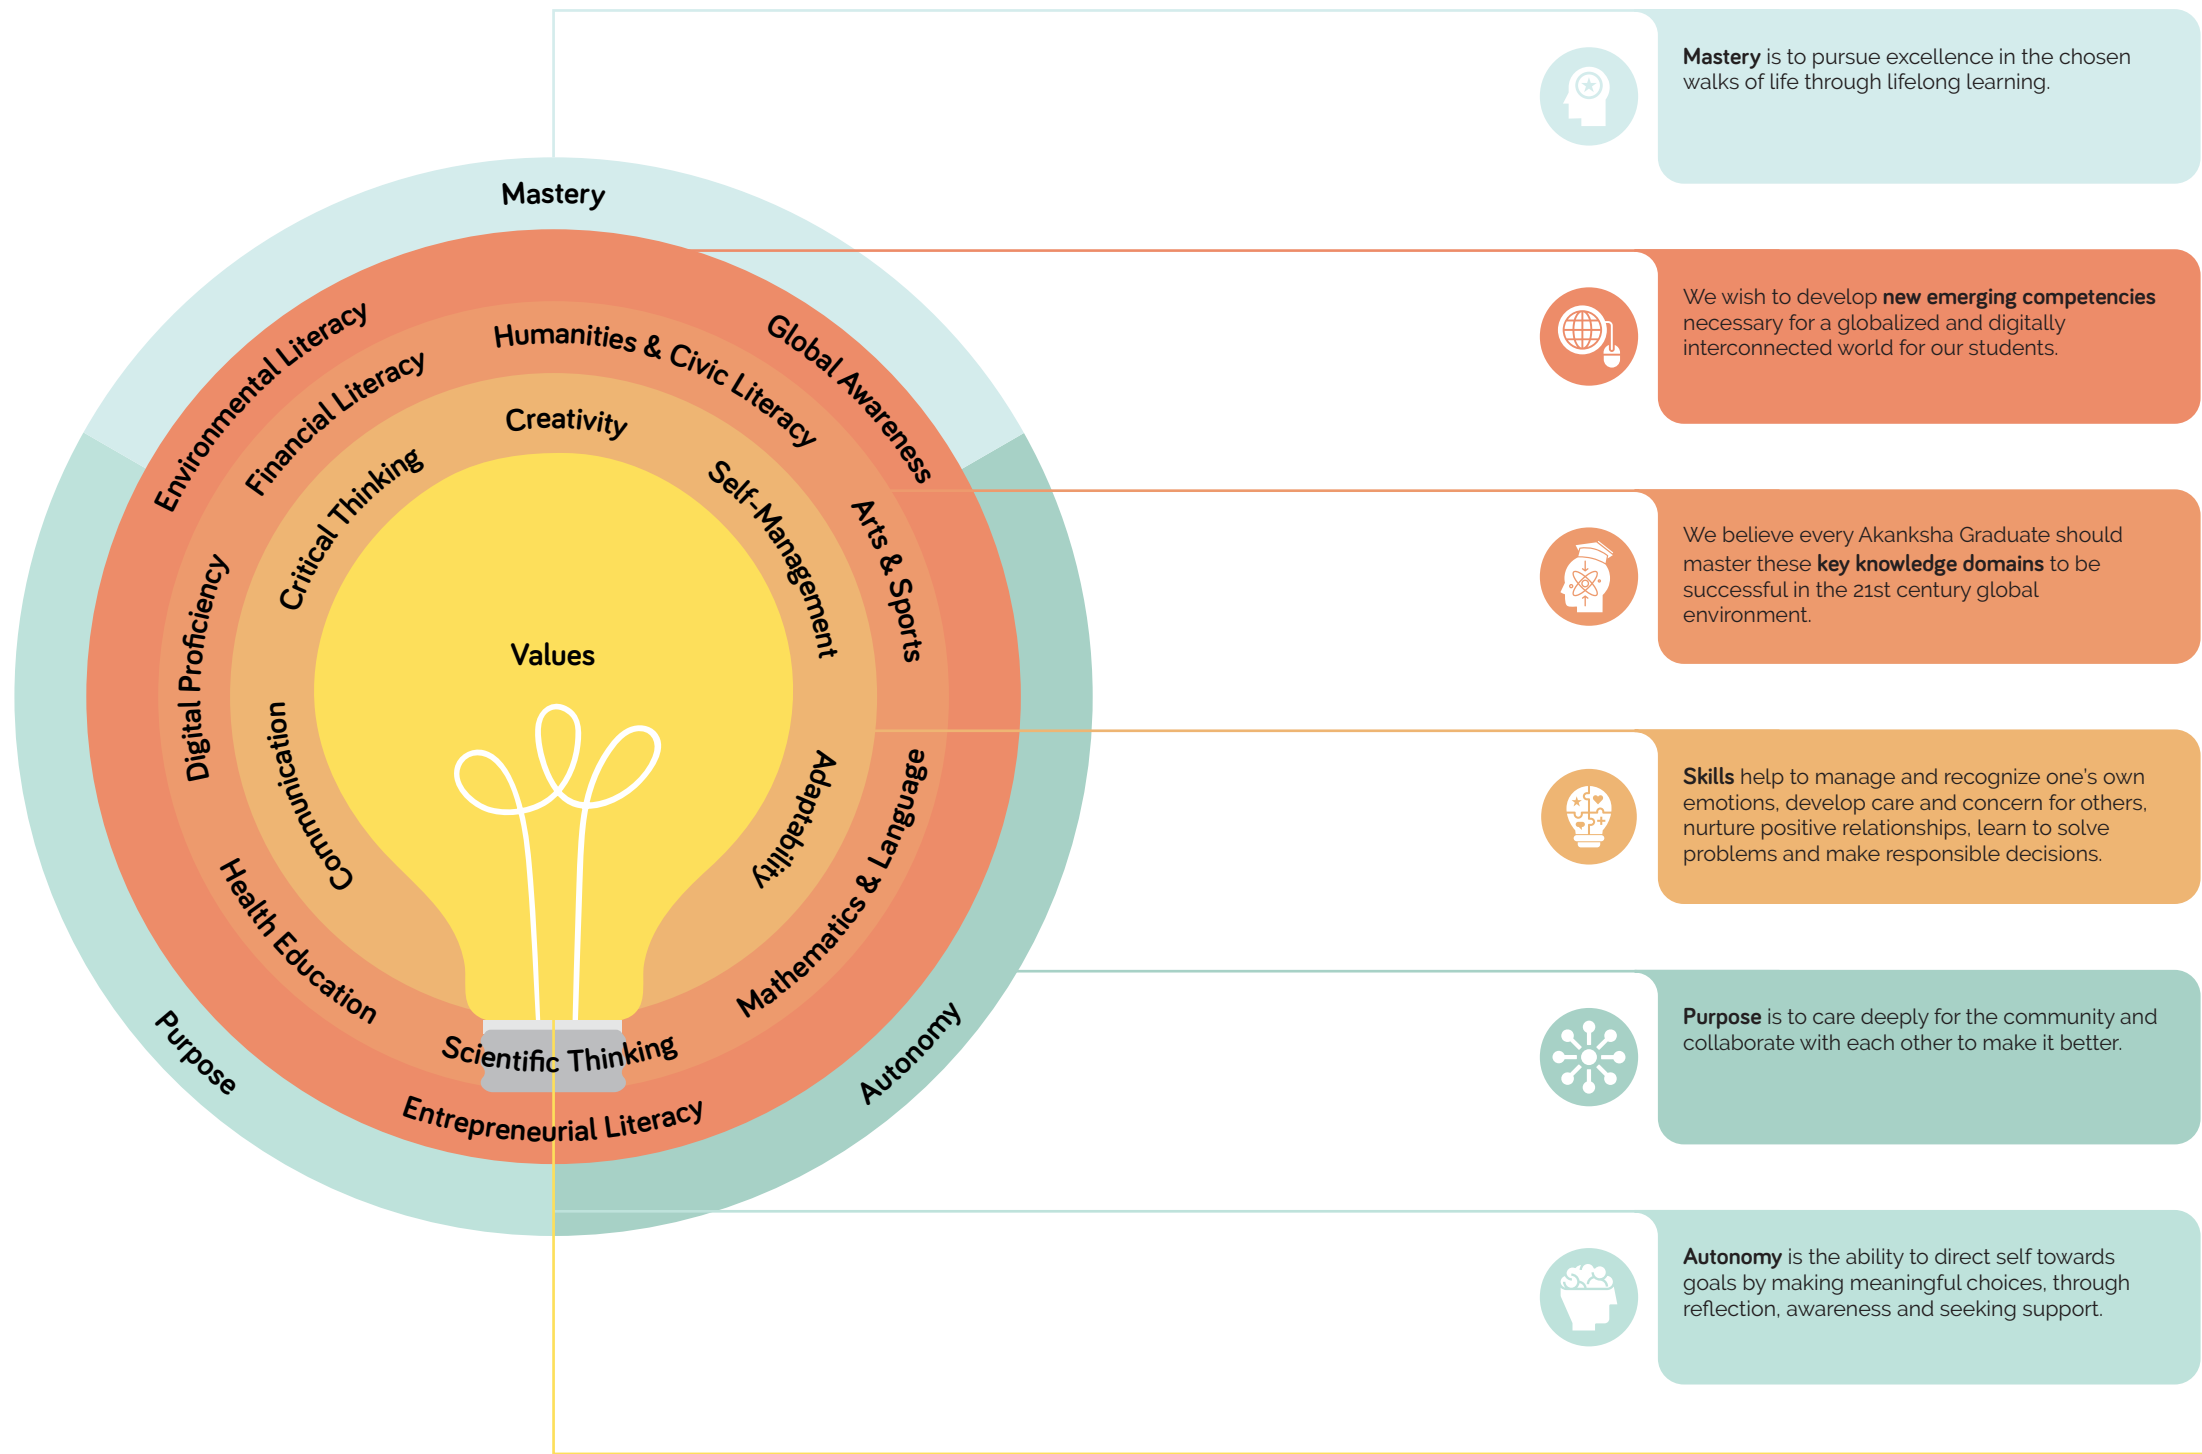 Mastery
Environmental Literacy
Global Awareness
Financial Literacy
Humanities & Civic Literacy
Creativity
Critical Thinking
Self-Management
Arts & Sports
Digital Proficiency
Values
Communication
Adaptability
Mathematics & Language
Health Education
Scientific Thinking
Entrepreneurial Literacy
Purpose
Autonomy
Mastery is to pursue excellence in the chosen
walks of life through lifelong learning.
We wish to develop new emerging competencies
necessary for a globalized and digitally
interconnected world for our students.
We believe every Akanksha Graduate should
master these key knowledge domains to be
successful in the 21st century global
environment.
Skills help to manage and recognize one's own
emotions, develop care and concern for others,
nurture positive relationships, learn to solve
problems and make responsible decisions.
Purpose is to care deeply for the community and
collaborate with each other to make it better.
Autonomy is the ability to direct self towards
goals by making meaningful choices, through
reflection, awareness and seeking support.